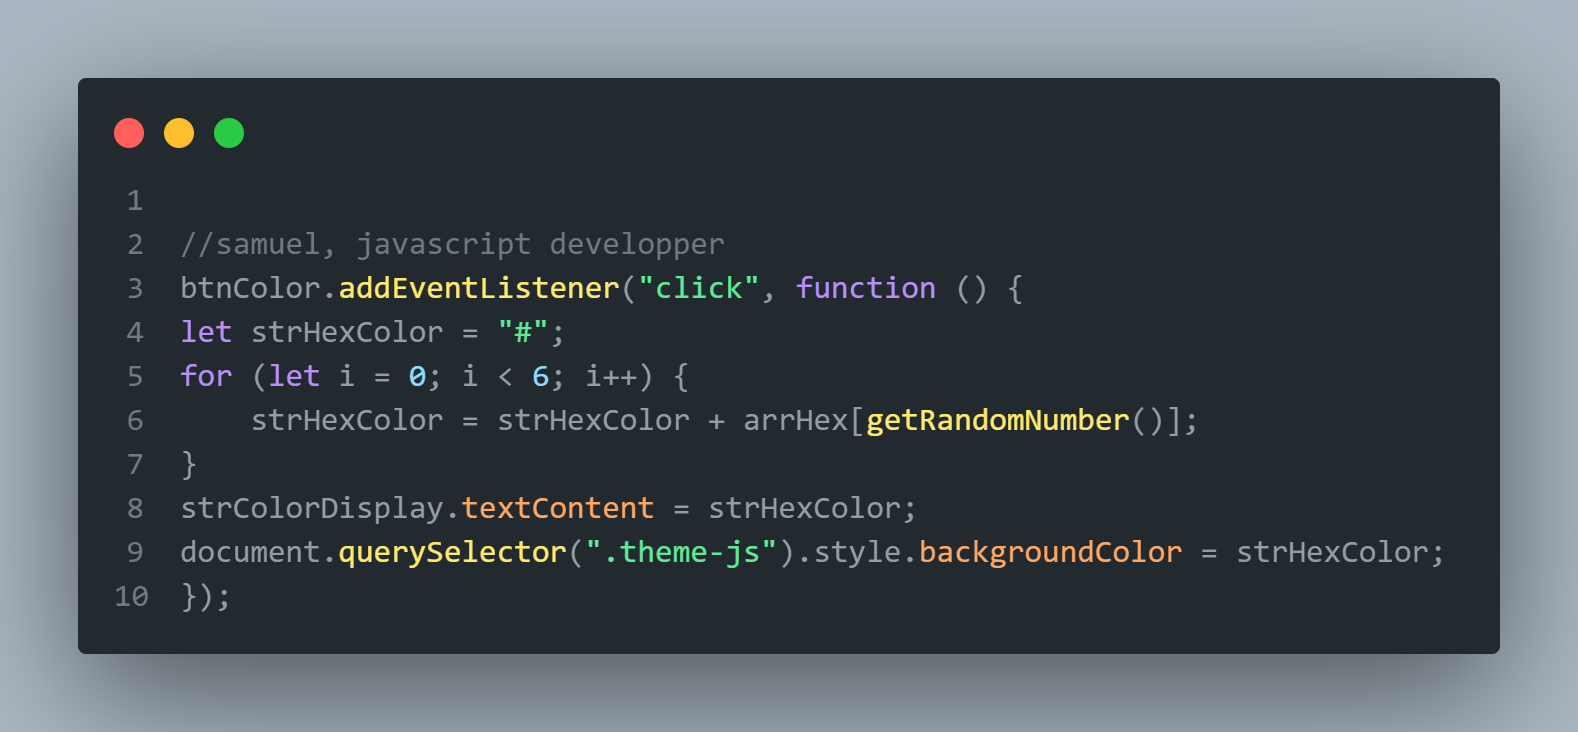 1
2 //samuel, javascript developper
3 btnColor.addEventListener("click", function () {
4 let strHexColor = "#";
5 for (let i = 0; i < 6; i++) {
6     strHexColor = strHexColor + arrHex[getRandomNumber()];
7 }
8 strColorDisplay.textContent = strHexColor;
9 document.querySelector(".theme-js").style.backgroundColor = strHexColor;
10 });